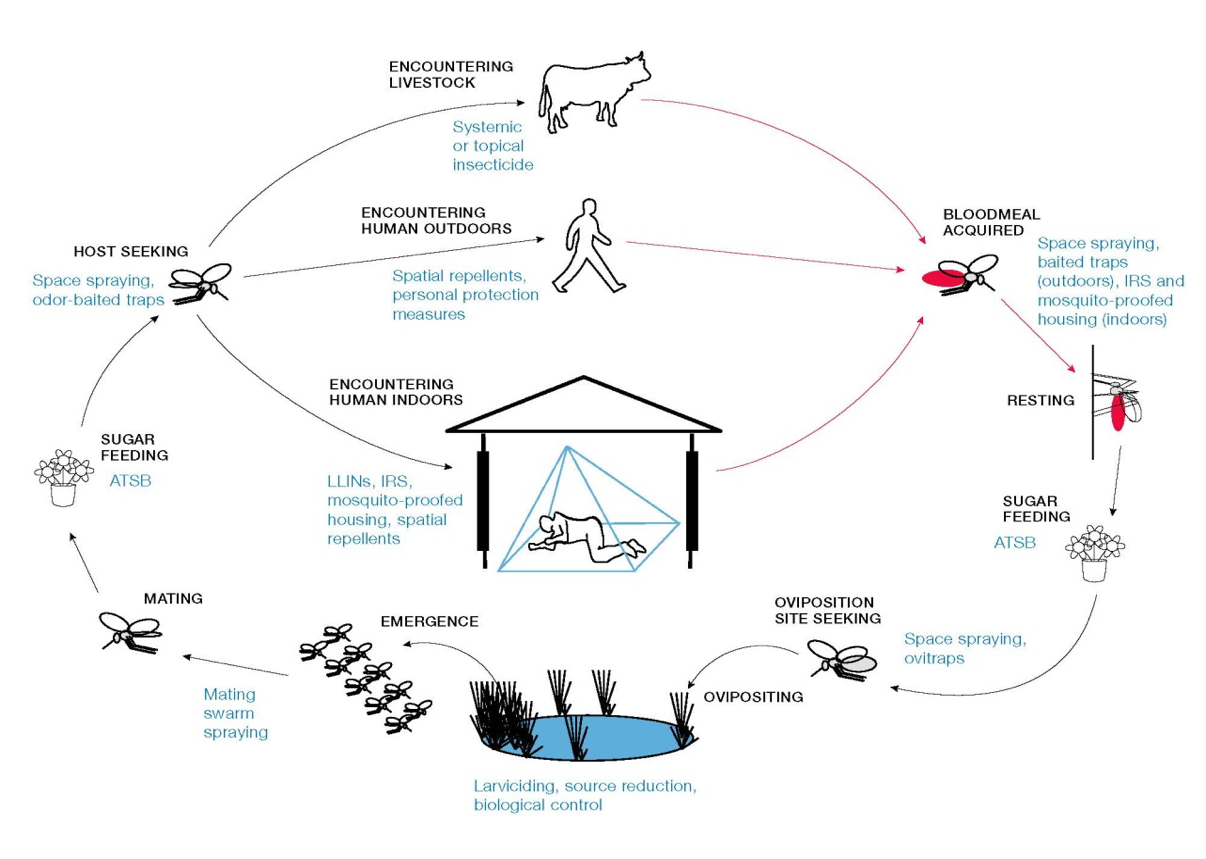 ENCOUNTERING
LIVESTOCK
Systemic
or topical
insecticide
ENCOUNTERING
HUMAN OUTDOORS
Spatial repellents,
personal protection
measures
HOST SEEKING
Space spraying,
odor-baited traps
BLOODMEAL
ACQUIRED
Space spraying,
baited traps
(outdoors), IRS and
mosquito-proofed
housing (indoors)
ENCOUNTERING
HUMAN INDOORS
LLINs, IRS,
mosquito-proofed
housing, spatial
repellents
RESTING
SUGAR
FEEDING
ATSB
SUGAR
FEEDING
ATSB
MATING
Mating
swarm
spraying
EMERGENCE
OVIPOSITION
SITE SEEKING
Space spraying,
ovitraps
OVIPOSITING
Larviciding, source reduction,
biological control